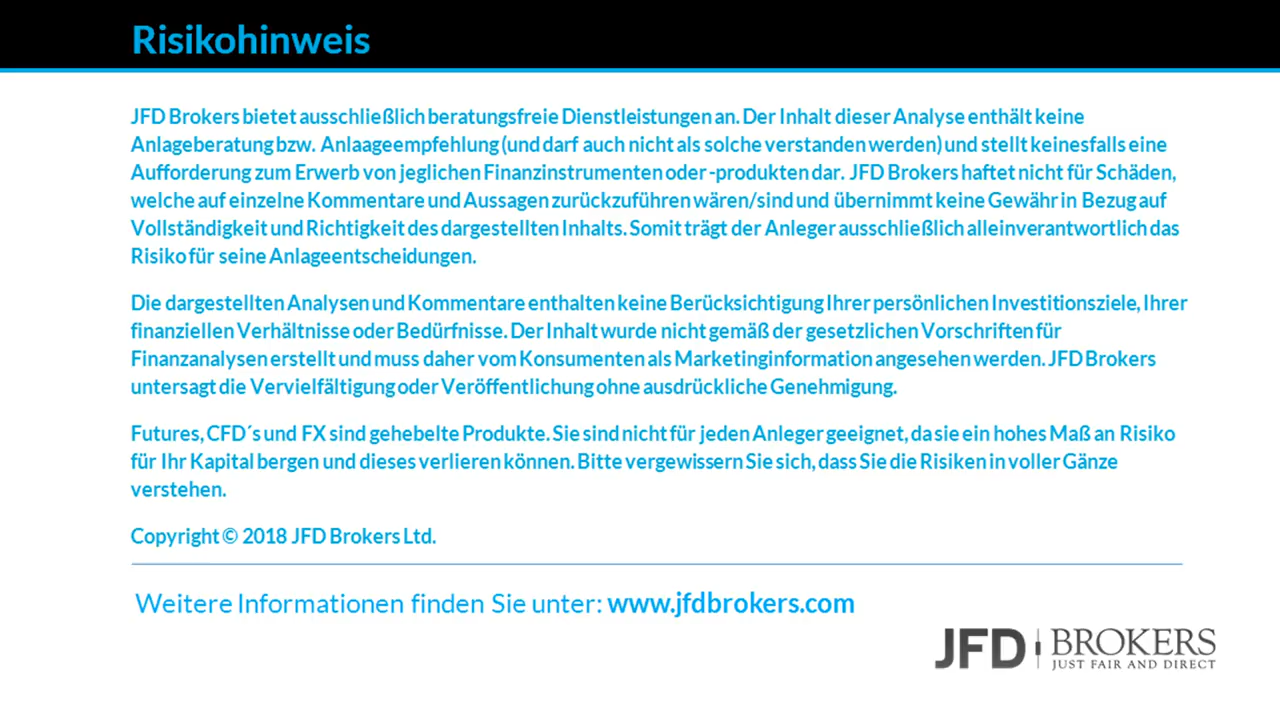 Risikohinweis
JFD Brokers bietet ausschließlich beratungsfreie Dienstleistungen an. Der Inhalt dieser Analyse enthält keine
Anlageberatung bzw. Anlaageempfehlung (und darf auch nicht als solche verstanden werden) und stellt keinesfalls eine
Aufforderung zum Erwerb von jeglichen Finanzinstrumenten oder -produkten dar. JFD Brokers haftet nicht für Schäden,
welche auf einzelne Kommentare und Aussagen zurückzuführen wären/sind und übernimmt keine Gewähr in Bezug auf
Vollständigkeit und Richtigkeit des dargestellten Inhalts. Somit trägt der Anleger ausschließlich alleinverantwortlich das
Risiko für seine Anlageentscheidungen.
Die dargestellten Analysen und Kommentare enthalten keine Berücksichtigung Ihrer persönlichen Investitionsziele, Ihrer
finanziellen Verhältnisse oder Bedürfnisse. Der Inhalt wurde nicht gemäß der gesetzlichen Vorschriften für
Finanzanalysen erstellt und muss daher vom Konsumenten als Marketinginformation angesehen werden. JFD Brokers
untersagt die Vervielfältigung oder Veröffentlichung ohne ausdrückliche Genehmigung.
Futures, CFD´s und FX sind gehebelte Produkte. Sie sind nicht für jeden Anleger geeignet, da sie ein hohes Maß an Risiko
für Ihr Kapital bergen und dieses verlieren können. Bitte vergewissern Sie sich, dass Sie die Risiken in voller Gänze
verstehen.
Copyright © 2018 JFD Brokers Ltd.
Weitere Informationen finden Sie unter: www.jfdbrokers.com
JFD BROKERS
JUST FAIR AND DIRECT